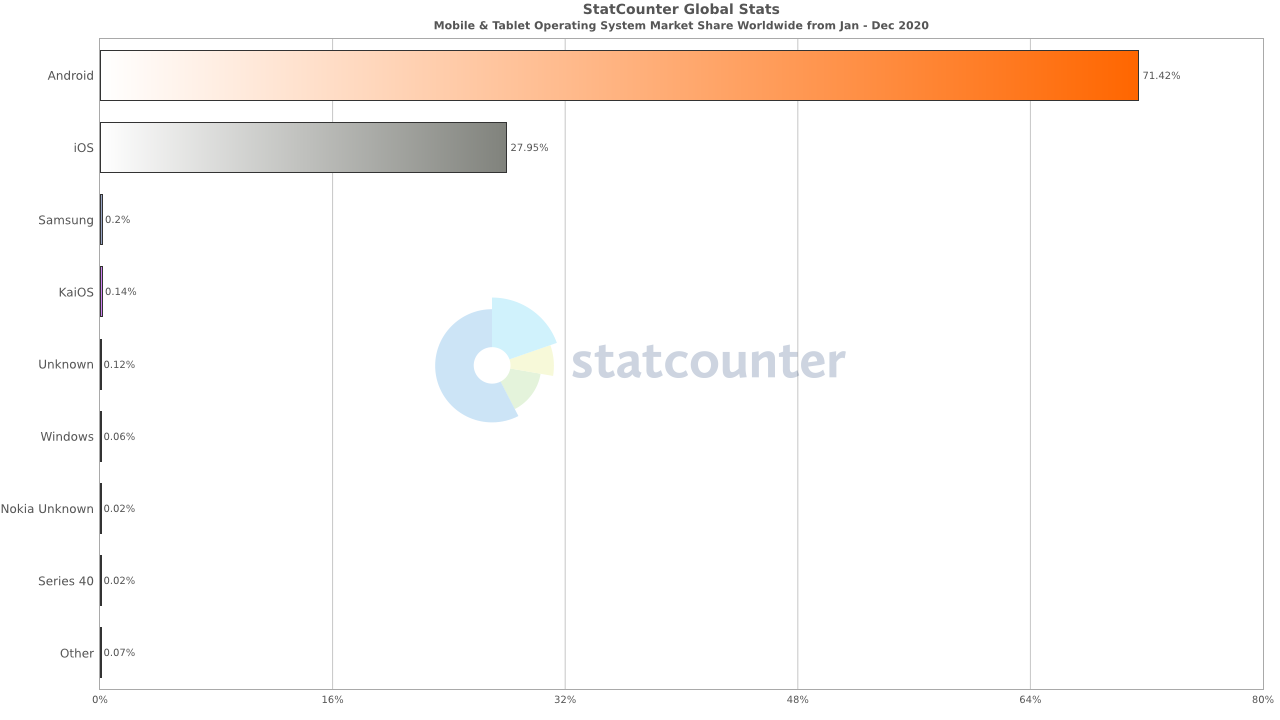 StatCounter Global Stats
Mobile & Tablet Operating System Market Share Worldwide from Jan - Dec 2020
Android 71.42%
iOS 27.95%
Samsung 0.2%
KaiOS 0.14%
Unknown 0.12%
statcounter
Windows 0.06%
Nokia Unknown 0.02%
Series 40 0.02%
Other 0.07%
0% 16% 32% 48% 64% 80%